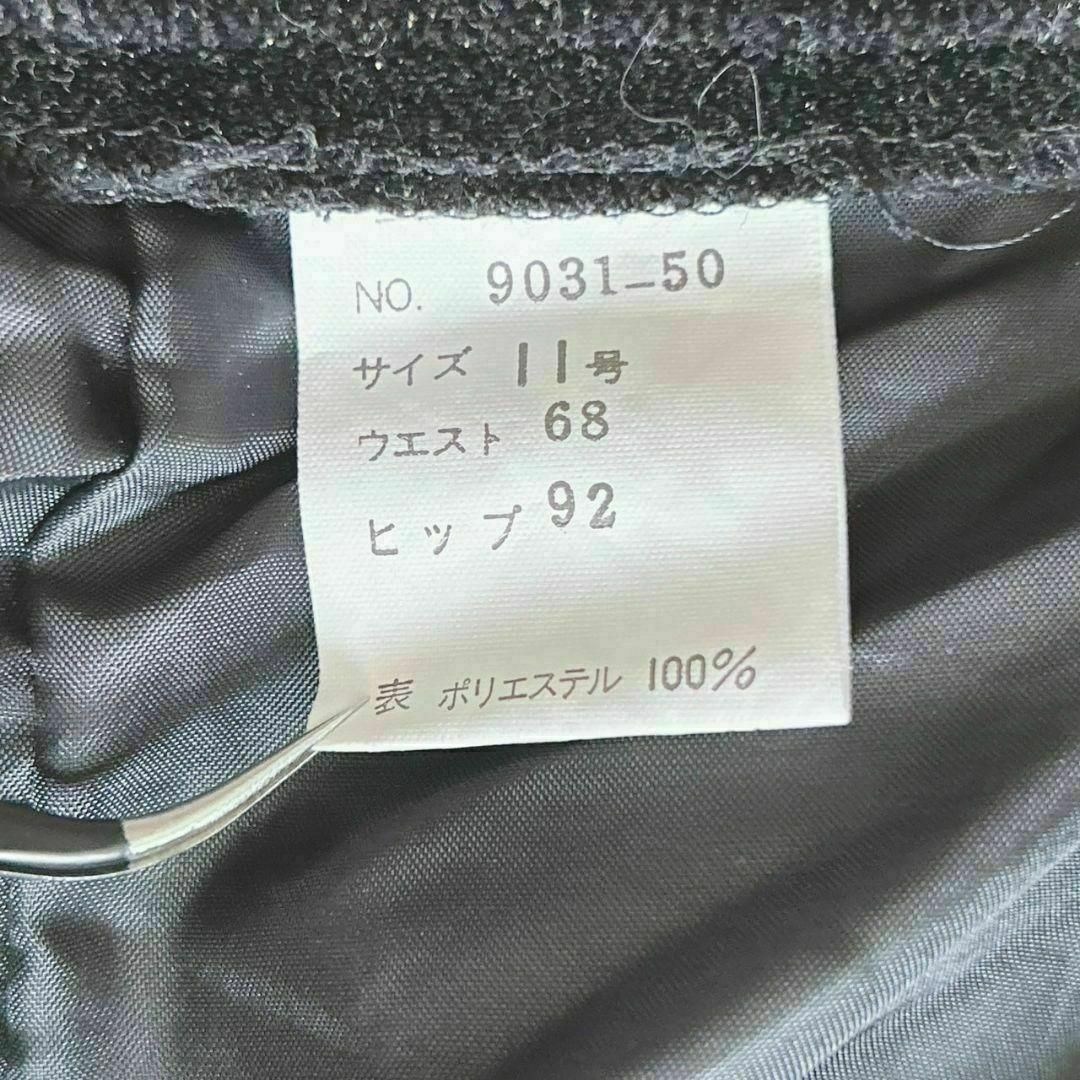 NO. 9031-50
サイズ 11号
ウエスト 68
ヒップ 92
表 ポリエステル 100%